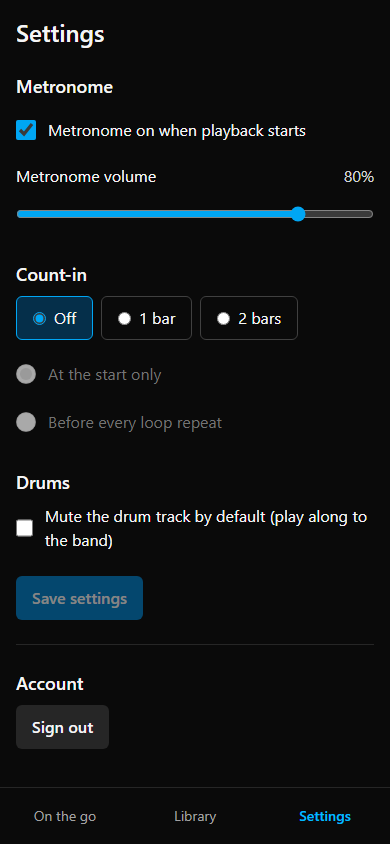 Settings
Metronome
Metronome on when playback starts
Metronome volume 80%
Count-in
Off 1 bar 2 bars
At the start only
Before every loop repeat
Drums
Mute the drum track by default (play along to
the band)
Save settings
Account
Sign out
On the go Library Settings